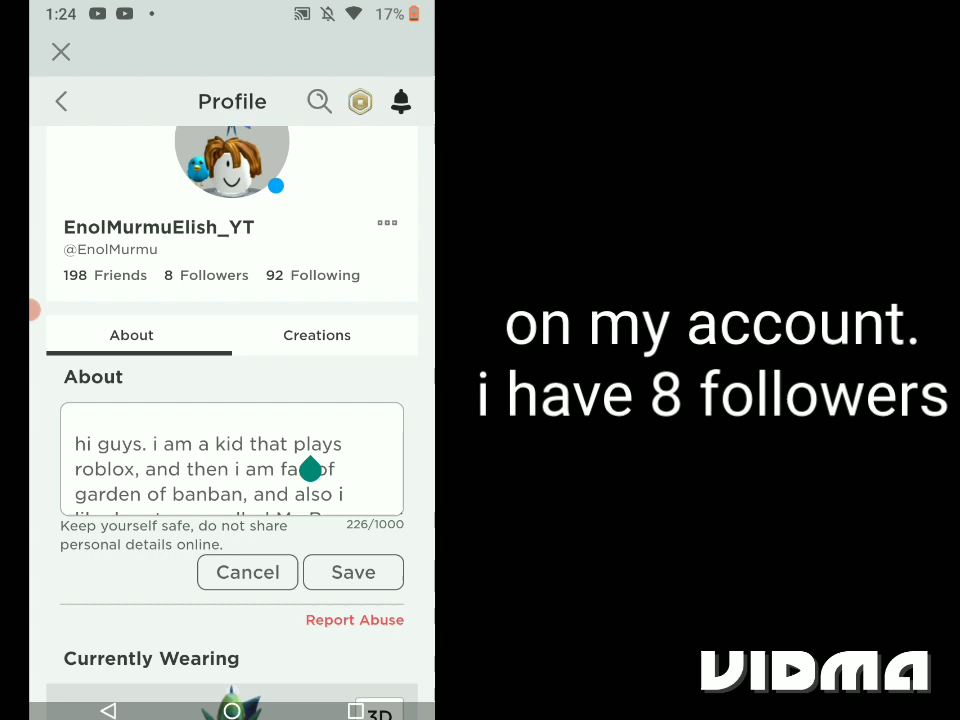 1:24
17%
Profile
EnolMurmuElish_YT
@EnolMurmu
198 Friends 8 Followers 92 Following
About Creations
About
hi guys. i am a kid that plays
roblox, and then i am of
garden of banban, and also i
Keep yourself safe, do not share
personal details online.
226/1000
Cancel Save
Report Abuse
Currently Wearing
3D
on my account.
i have 8 followers
VIDMA